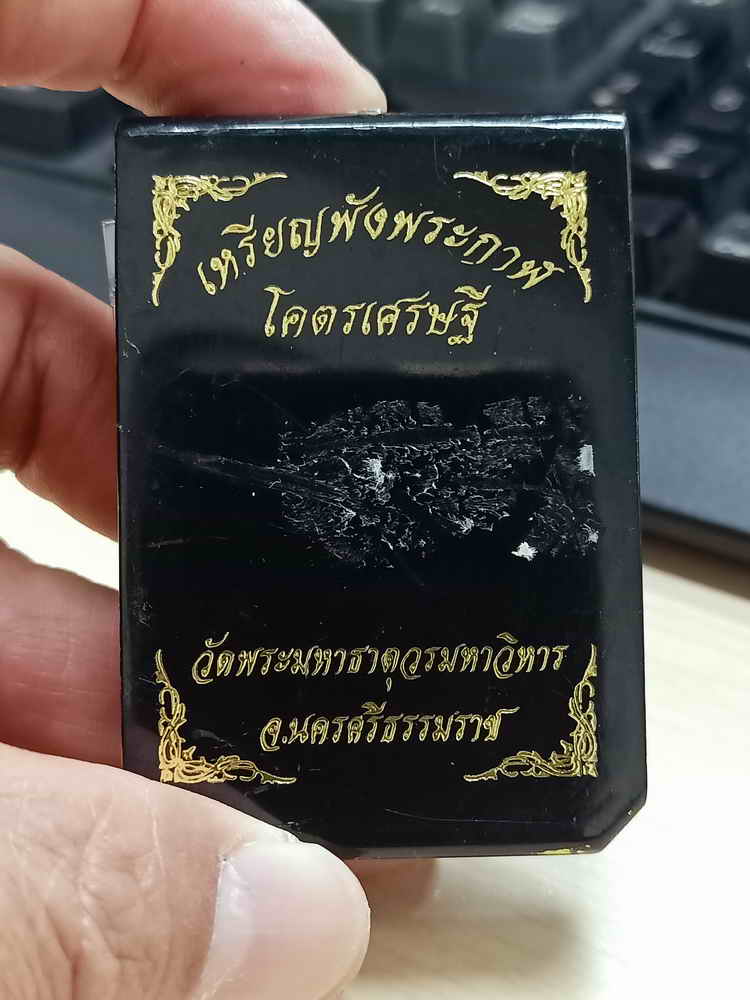 เหรียญพังพระกาฬ
โคตรเศรษฐี
วัดพระมหาธาตุวรมหาวิหาร
จ.นครศรีธรรมราช